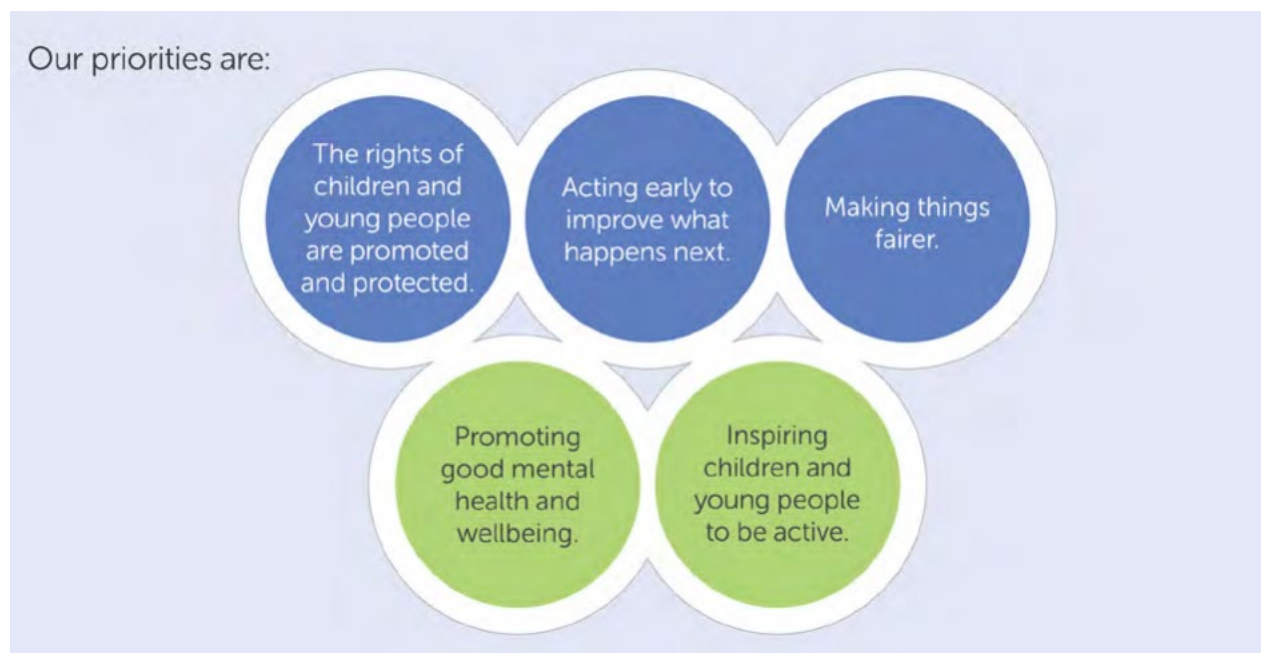 Our priorities are:
The rights of
children and
young people
are promoted
and protected.
Acting early to
improve what
happens next.
Making things
fairer.
Promoting
good mental
health and
wellbeing.
Inspiring
children and
young people
to be active.